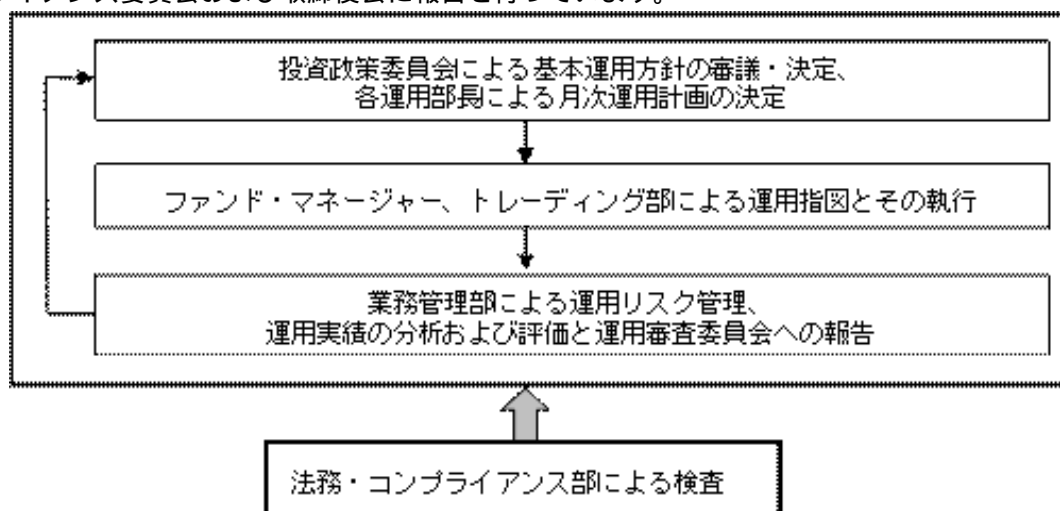 イアンス委員会および取締役会に報告を行っています。
投資政策委員会による基本運用方針の審議・決定、
各運用部長による月次運用計画の決定
ファンド・マネージャー、トレーディング部による運用指図とその執行
業務管理部による運用リスク管理、
運用実績の分析および評価と運用審査委員会への報告
法務・コンプライアンス部による検査